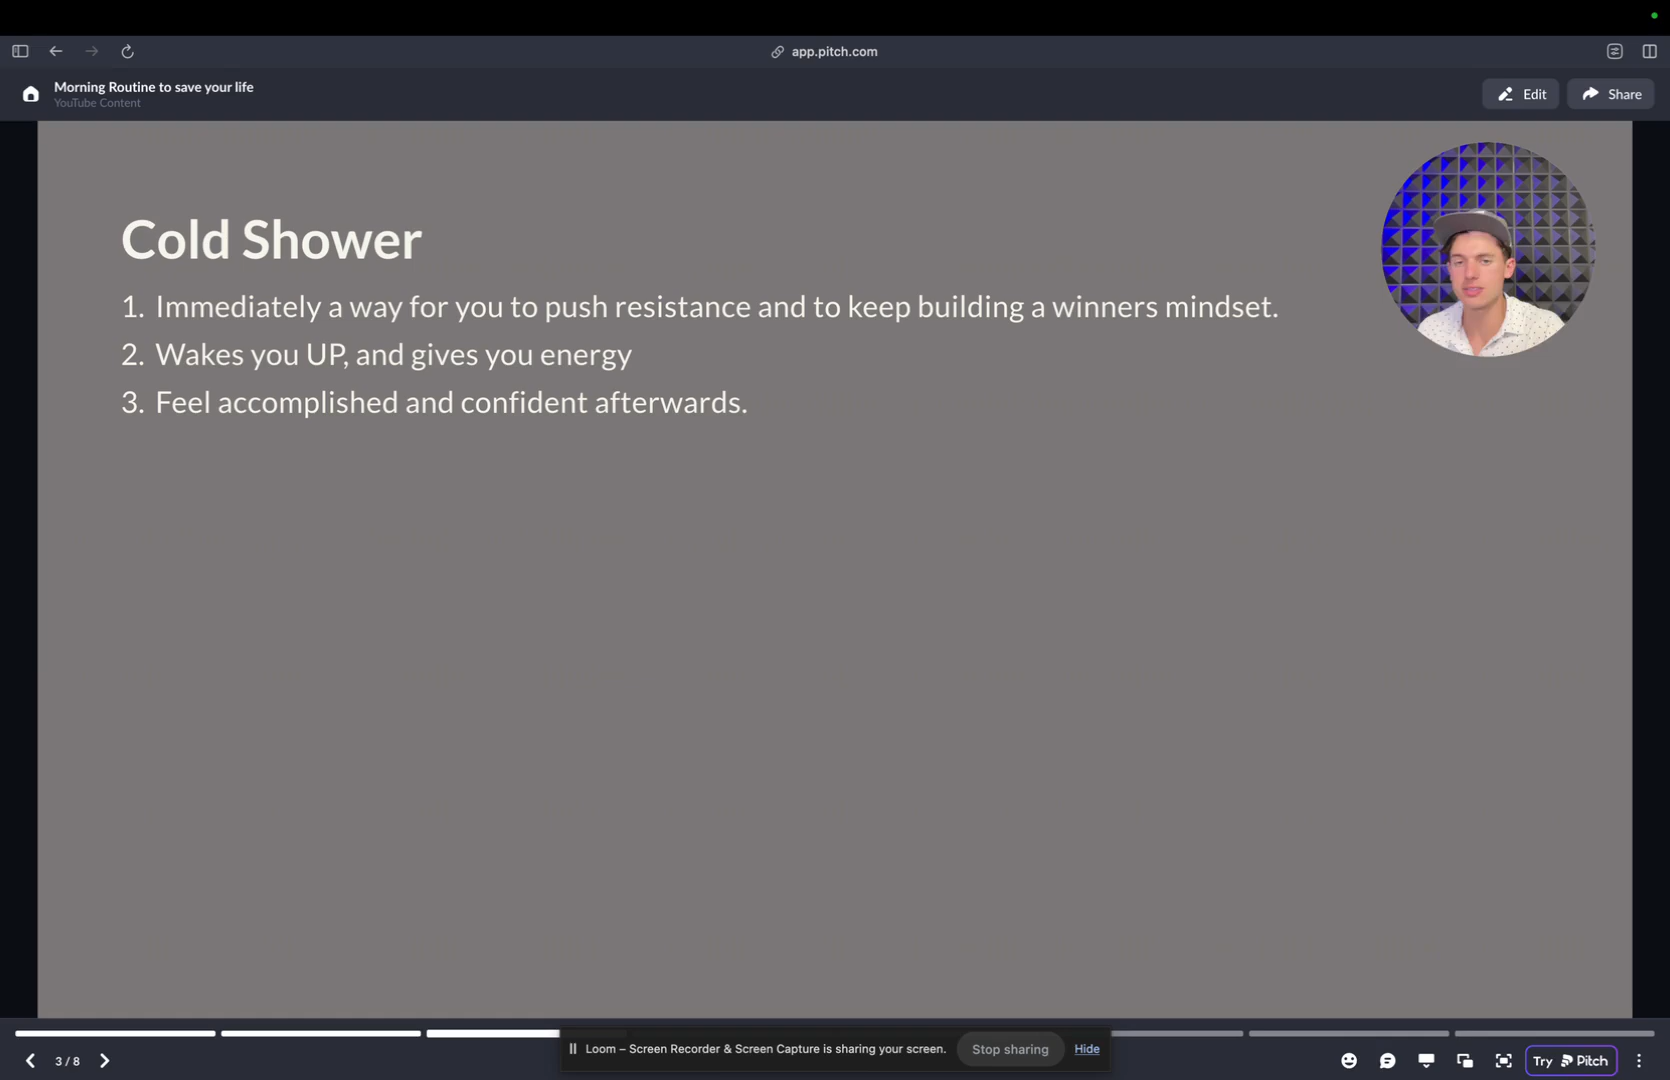 app.pitch.com
Morning Routine to save your life
YouTube Content
Edit
Share
Cold Shower
1. Immediately a way for you to push resistance and to keep building a winners mindset.
2. Wakes you UP, and gives you energy
3. Feel accomplished and confident afterwards.
Loom – Screen Recorder & Screen Capture is sharing your screen.
Stop sharing
Hide
3 / 8
Try Pitch